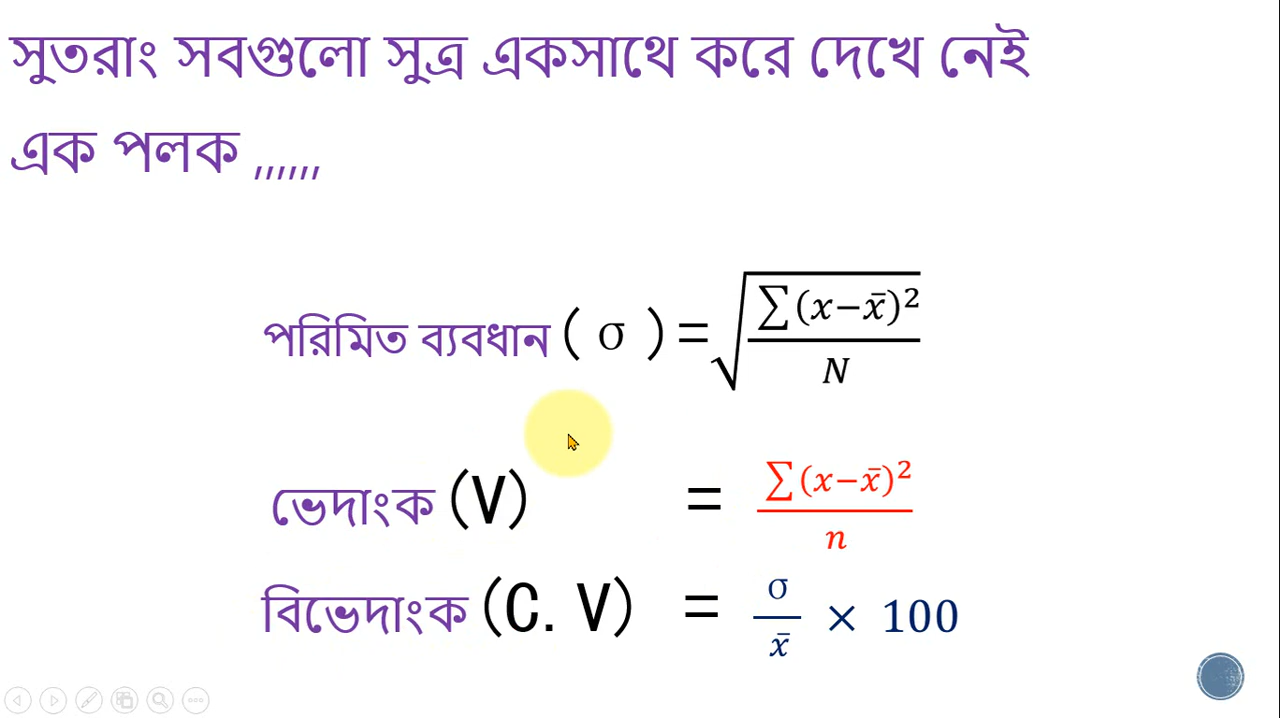 সুতরাং সবগুলো সুত্র একসাথে করে দেখে নেই
এক পলক ,,,,,,
পরিমিত ব্যবধান ( σ ) = √(∑(x−x̄)²/N)
ভেদাংক (V) = ∑(x−x̄)²/n
বিভেদাংক (C.V) = σ/x̄ × 100